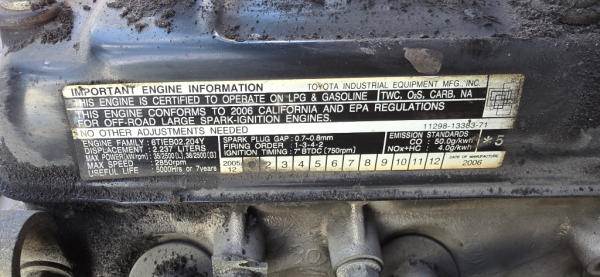 IMPORTANT ENGINE INFORMATION TOYOTA INDUSTRIAL EQUIPMENT MFG., INC.
THIS ENGINE IS CERTIFIED TO OPERATE ON LPG & GASOLINE TWC, O2S, CARB, NA
THIS ENGINE CONFORMS TO 2006 CALIFORNIA AND EPA REGULATIONS
FOR OFF-ROAD LARGE SPARK-IGNITION ENGINES. 11298-13383-71
NO OTHER ADJUSTMENTS NEEDED
ENGINE FAMILY : 6TIEB02.204Y SPARK PLUG GAP : 0.7-0.8mm EMISSION STANDARDS
DISPLACEMENT : 2.237 LITERS FIRING ORDER : 1-3-4-2 CO : 50.0g/kwh *5
MAX POWER(kW/rpm): 38/2500(L), 38/2500(G) IGNITION TIMING : 7°BTDC [750rpm] NOx+HC : 4.0g/kwh
MAX SPEED : 2850rpm 2005 12 2 3 4 5 6 7 8 9 10 11 12 DATE OF MANUFACTURE
USEFUL LIFE : 5000Hrs or 7years 2006